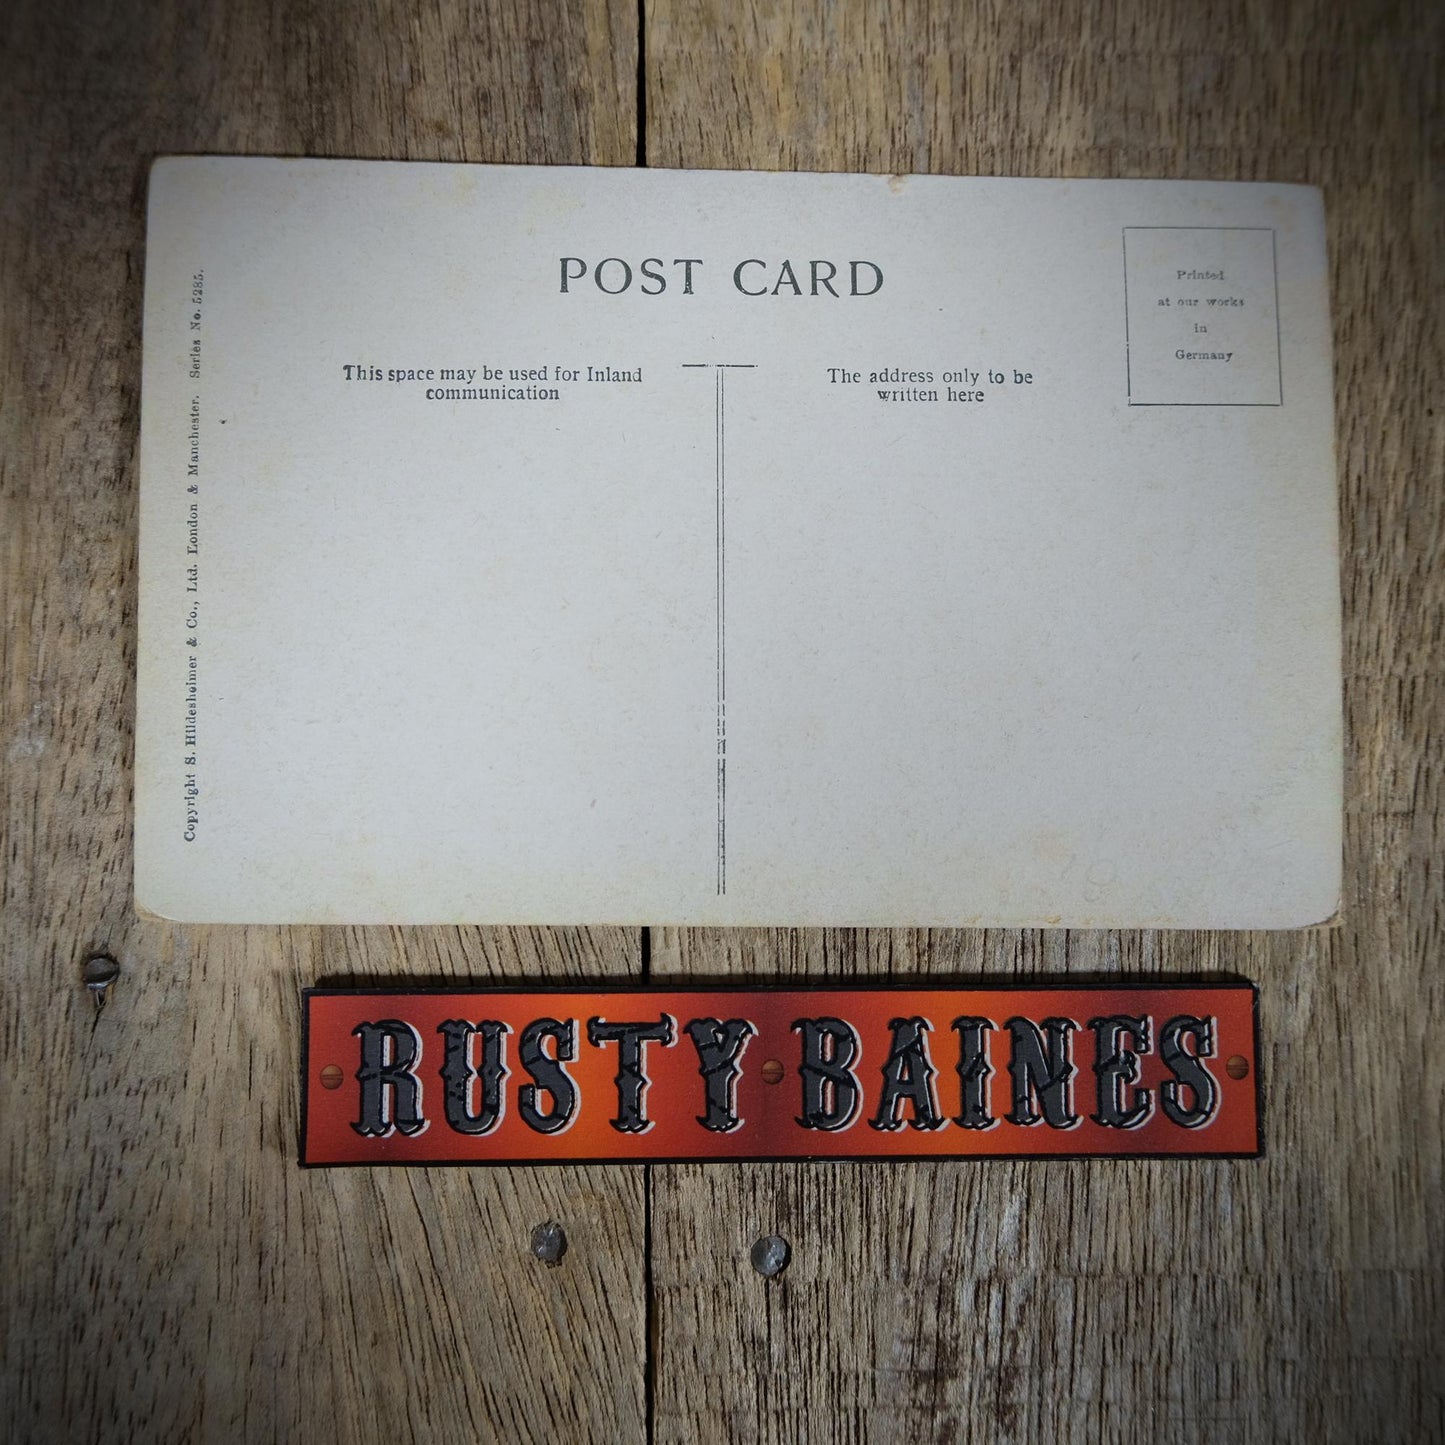 POST CARD
Printed
at our works
in
Germany
This space may be used for Inland
communication
The address only to be
written here
Copyright S. Hildesheimer & Co., Ltd. London & Manchester. Series No. 5285.
RUSTY BAINES